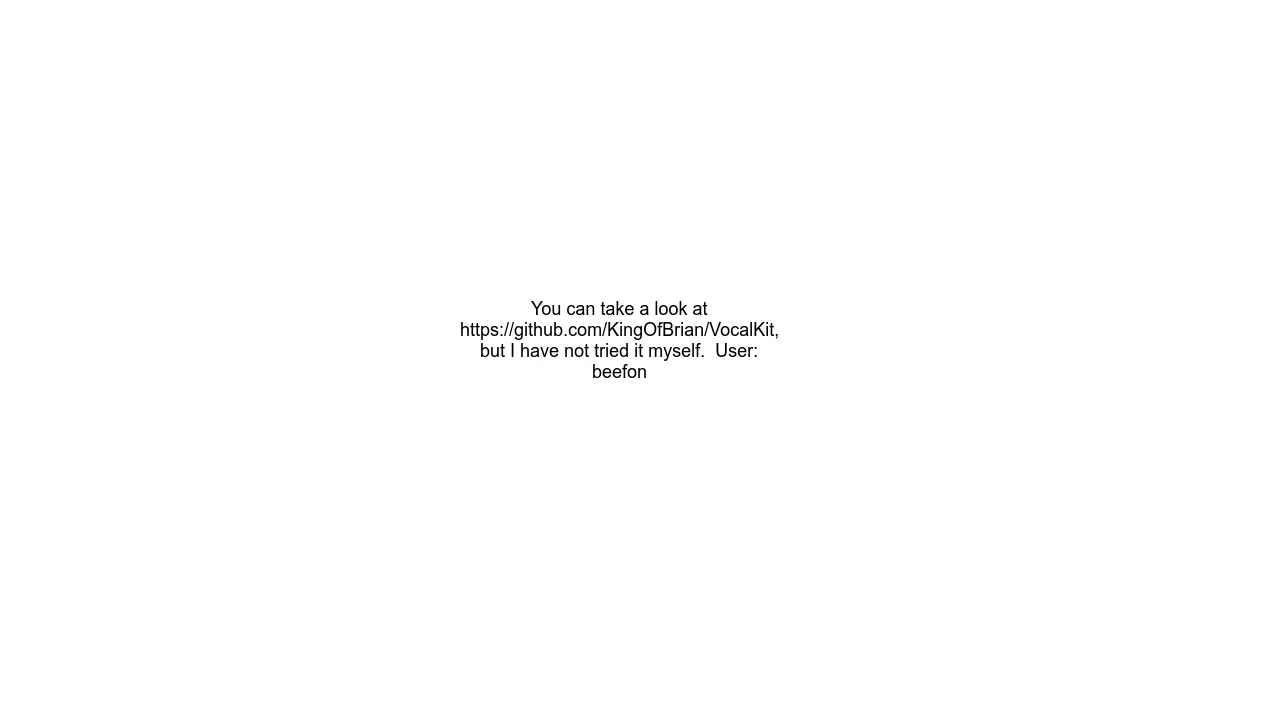 You can take a look at
https://github.com/KingOfBrian/VocalKit,
but I have not tried it myself.  User:
beefon